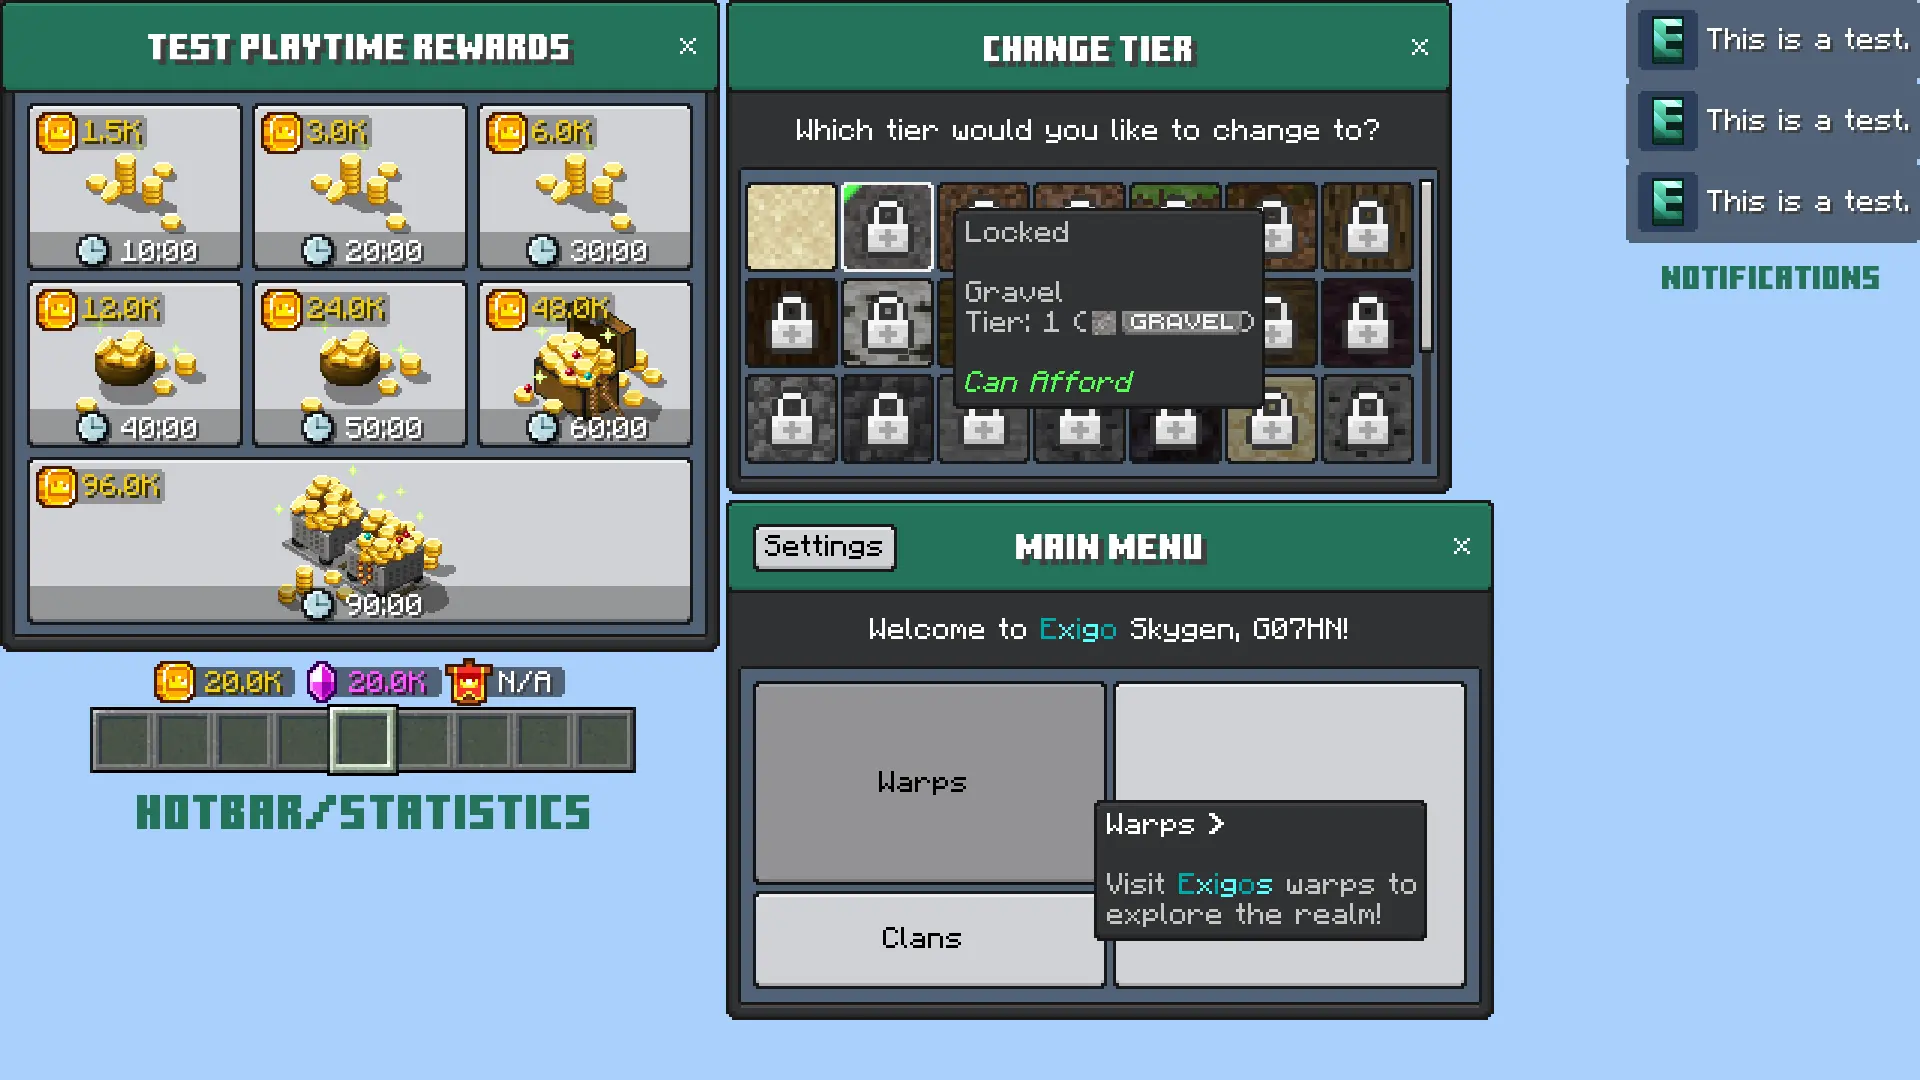 TEST PLAYTIME REWARDS
1.5K
3.0K
6.0K
10:00
20:00
30:00
12.0K
24.0K
48.0K
40:00
50:00
60:00
96.0K
90:00
20.0K
20.0K
N/A
HOTBAR/STATISTICS
CHANGE TIER
Which tier would you like to change to?
Locked
Gravel
Tier: 1 ( GRAVEL)
Can Afford
Settings
MAIN MENU
Welcome to Exigo Skygen, G07HN!
Warps
Clans
Warps >
Visit Exigos warps to
explore the realm!
This is a test.
This is a test.
This is a test.
NOTIFICATIONS